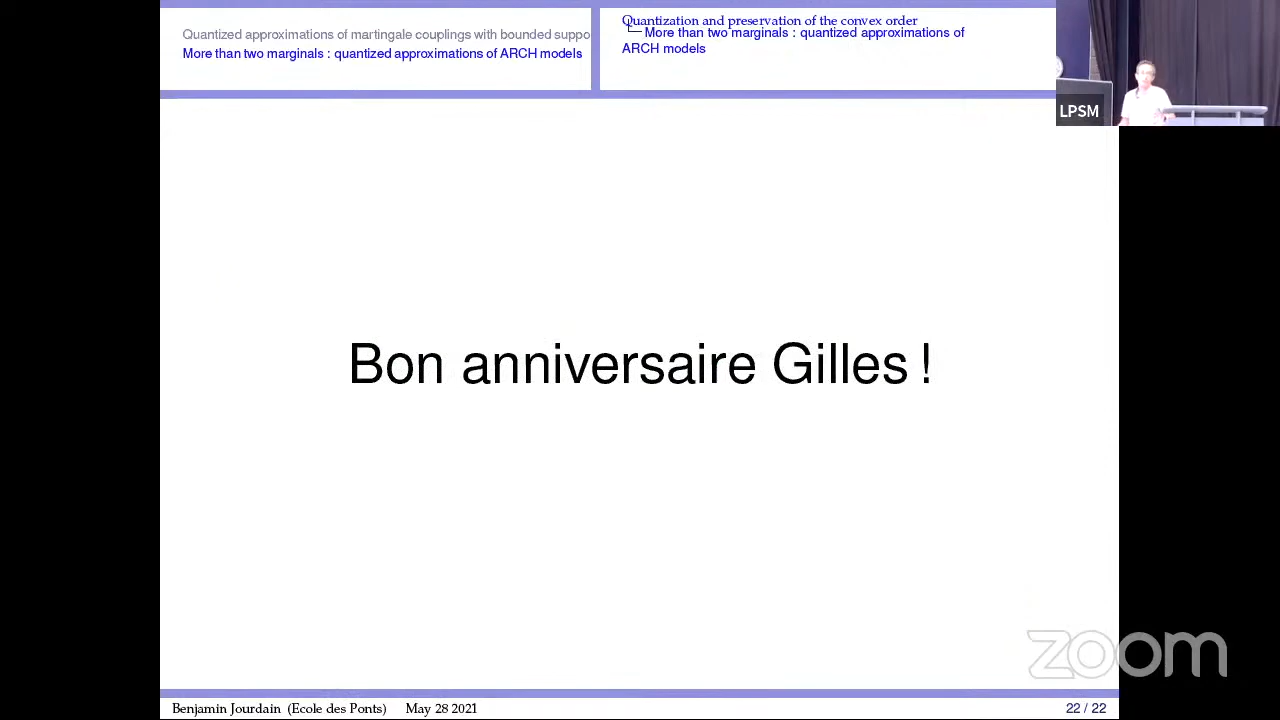 Quantized approximations of martingale couplings with bounded suppo
More than two marginals : quantized approximations of ARCH models
Quantization and preservation of the convex order
More than two marginals : quantized approximations of
ARCH models
LPSM
Bon anniversaire Gilles !
zoom
Benjamin Jourdain (Ecole des Ponts) May 28 2021
22 / 22